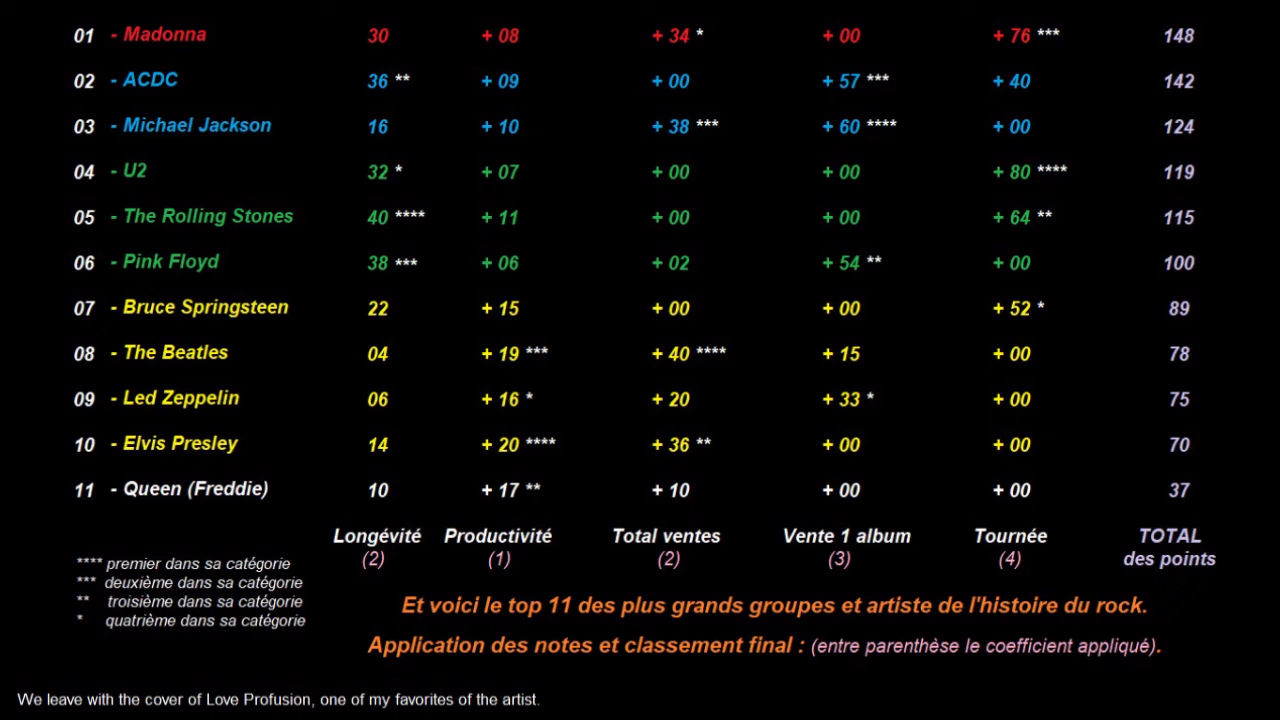 01 - Madonna 30 + 08 + 34 * + 00 + 76 *** 148
02 - ACDC 36 ** + 09 + 00 + 57 *** + 40 142
03 - Michael Jackson 16 + 10 + 38 *** + 60 **** + 00 124
04 - U2 32 * + 07 + 00 + 00 + 80 **** 119
05 - The Rolling Stones 40 **** + 11 + 00 + 00 + 64 ** 115
06 - Pink Floyd 38 *** + 06 + 02 + 54 ** + 00 100
07 - Bruce Springsteen 22 + 15 + 00 + 00 + 52 * 89
08 - The Beatles 04 + 19 *** + 40 **** + 15 + 00 78
09 - Led Zeppelin 06 + 16 * + 20 + 33 * + 00 75
10 - Elvis Presley 14 + 20 **** + 36 ** + 00 + 00 70
11 - Queen (Freddie) 10 + 17 ** + 10 + 00 + 00 37
Longévité Productivité Total ventes Vente 1 album Tournée TOTAL
(2) (1) (2) (3) (4) des points
**** premier dans sa catégorie
*** deuxième dans sa catégorie
** troisième dans sa catégorie
* quatrième dans sa catégorie
Et voici le top 11 des plus grands groupes et artiste de l'histoire du rock.
Application des notes et classement final : (entre parenthèse le coefficient appliqué).
We leave with the cover of Love Profusion, one of my favorites of the artist.